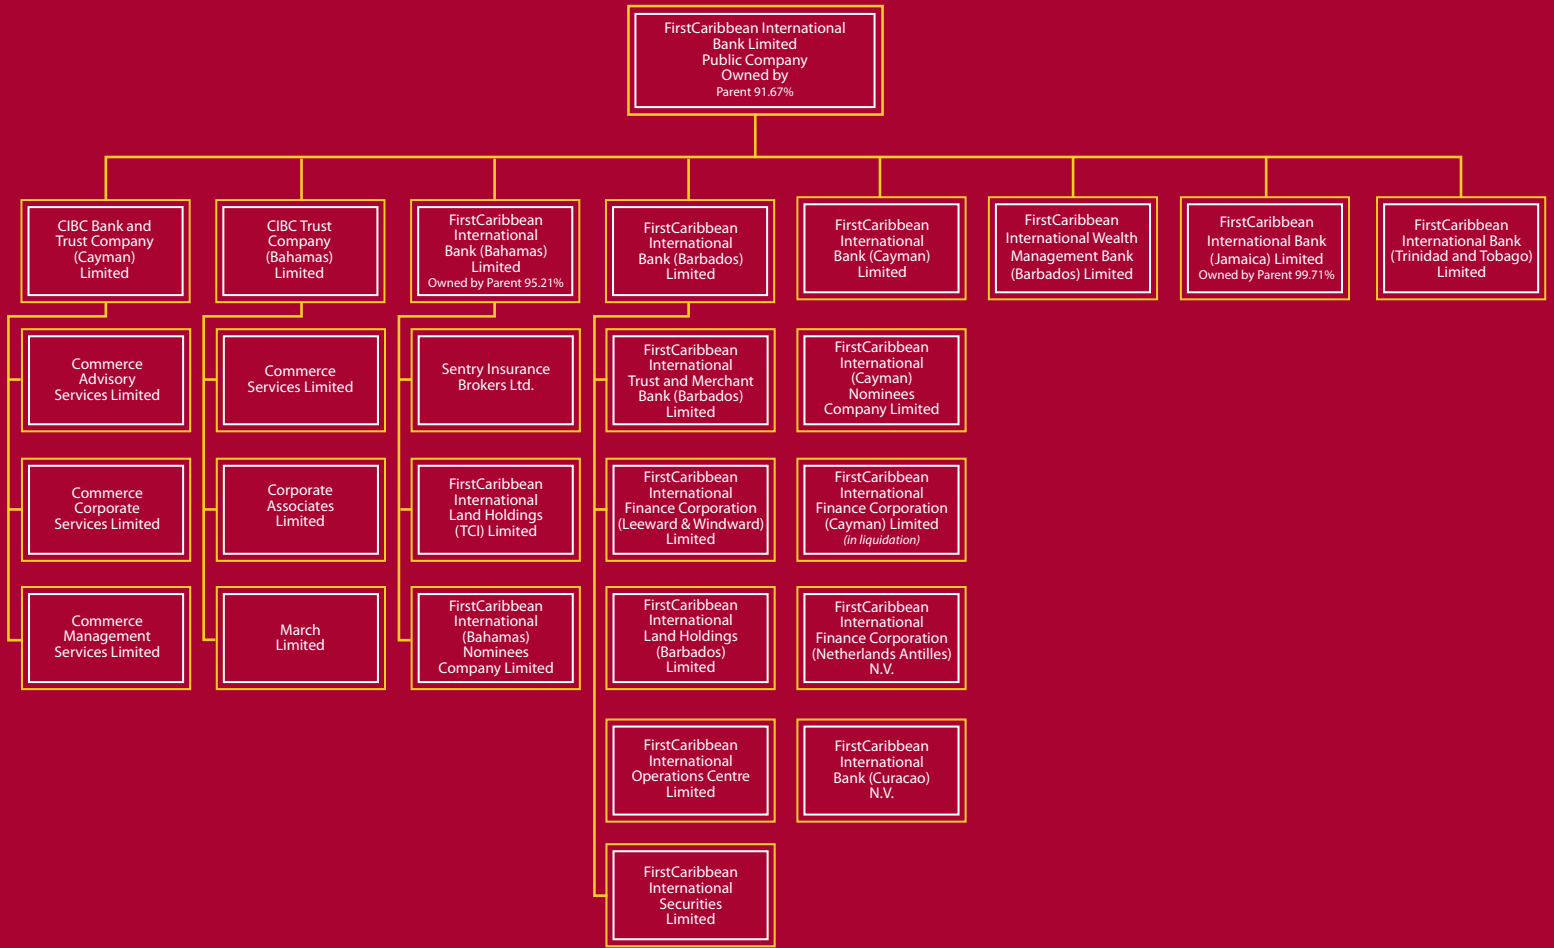 FirstCaribbean International
Bank Limited
Public Company
Owned by
Parent 91.67%
CIBC Bank and
Trust Company
(Cayman)
Limited
CIBC Trust
Company
(Bahamas)
Limited
FirstCaribbean
International
Bank (Bahamas)
Limited
Owned by Parent 95.21%
FirstCaribbean
International
Bank (Barbados)
Limited
FirstCaribbean
International
Bank (Cayman)
Limited
FirstCaribbean
International Wealth
Management Bank
(Barbados) Limited
FirstCaribbean
International Bank
(Jamaica) Limited
Owned by Parent 99.71%
FirstCaribbean
International Bank
(Trinidad and Tobago)
Limited
Commerce
Advisory
Services Limited
Commerce
Services Limited
Sentry Insurance
Brokers Ltd.
FirstCaribbean
International
Trust and Merchant
Bank (Barbados)
Limited
FirstCaribbean
International
(Cayman)
Nominees
Company Limited
Commerce
Corporate
Services Limited
Corporate
Associates
Limited
FirstCaribbean
International
Land Holdings
(TCI) Limited
FirstCaribbean
International
Finance Corporation
(Leeward & Windward)
Limited
FirstCaribbean
International
Finance Corporation
(Cayman) Limited
(in liquidation)
Commerce
Management
Services Limited
March
Limited
FirstCaribbean
International
(Bahamas)
Nominees
Company Limited
FirstCaribbean
International
Land Holdings
(Barbados)
Limited
FirstCaribbean
International
Finance Corporation
(Netherlands Antilles)
N.V.
FirstCaribbean
International
Operations Centre
Limited
FirstCaribbean
International
Bank (Curacao)
N.V.
FirstCaribbean
International
Securities
Limited